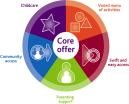 Childcare
Varied menu
of activities
Core
offer
Community
access
Swift and
easy access
Parenting
support